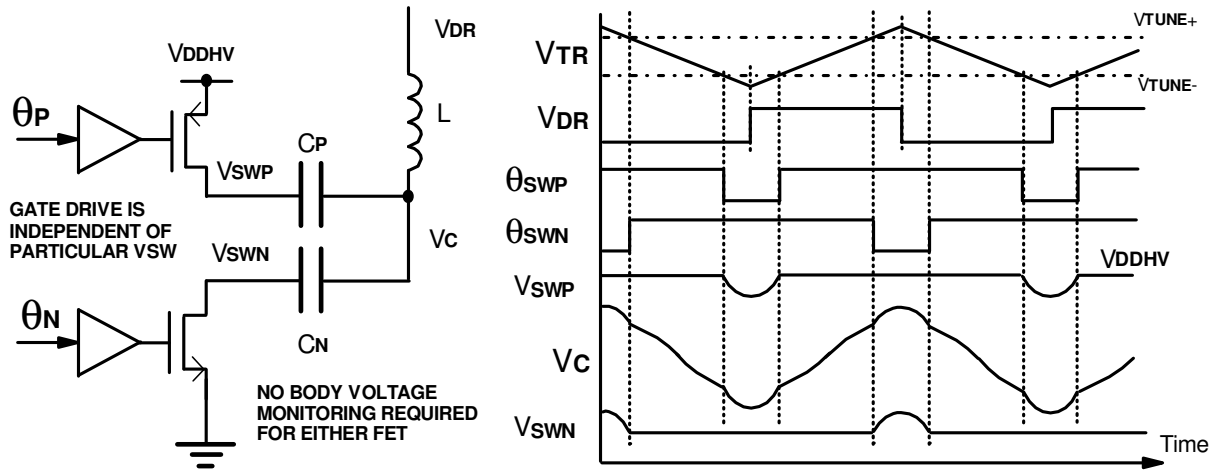 VDR
VDDHV
θP
L
CP
VSWP
GATE DRIVE IS
INDEPENDENT OF
PARTICULAR VSW
VSWN
VC
θN
CN
NO BODY VOLTAGE
MONITORING REQUIRED
FOR EITHER FET
VTUNE+
VTR
VTUNE-
VDR
θSWP
θSWN
VDDHV
VSWP
VC
VSWN
Time